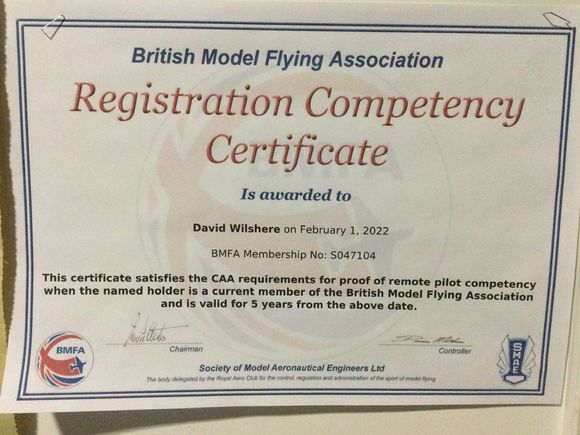 British Model Flying Association
Registration Competency
Certificate
Is awarded to
David Wilshere on February 1, 2022
BMFA Membership No: S047104
This certificate satisfies the CAA requirements for proof of remote pilot competency
when the named holder is a current member of the British Model Flying Association
and is valid for 5 years from the above date.
Chairman
Controller
BMFA
SMAE
Society of Model Aeronautical Engineers Ltd
The body delegated by the Royal Aero Club for the control, regulation and administration of the sport of model flying